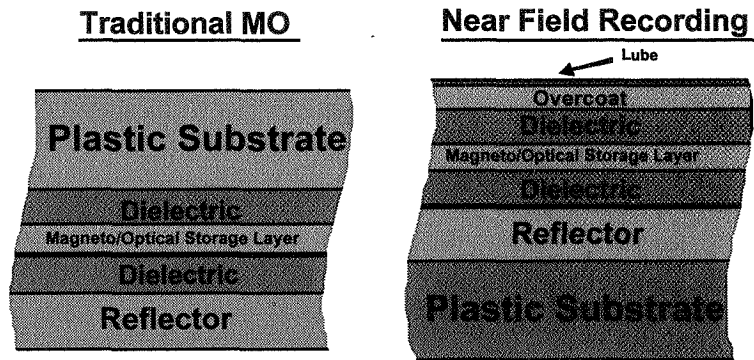 Traditional MO
Plastic Substrate
Dielectric
Magneto/Optical Storage Layer
Dielectric
Reflector
Near Field Recording
Lube
Overcoat
Dielectric
Magneto/Optical Storage Layer
Dielectric
Reflector
Plastic Substrate